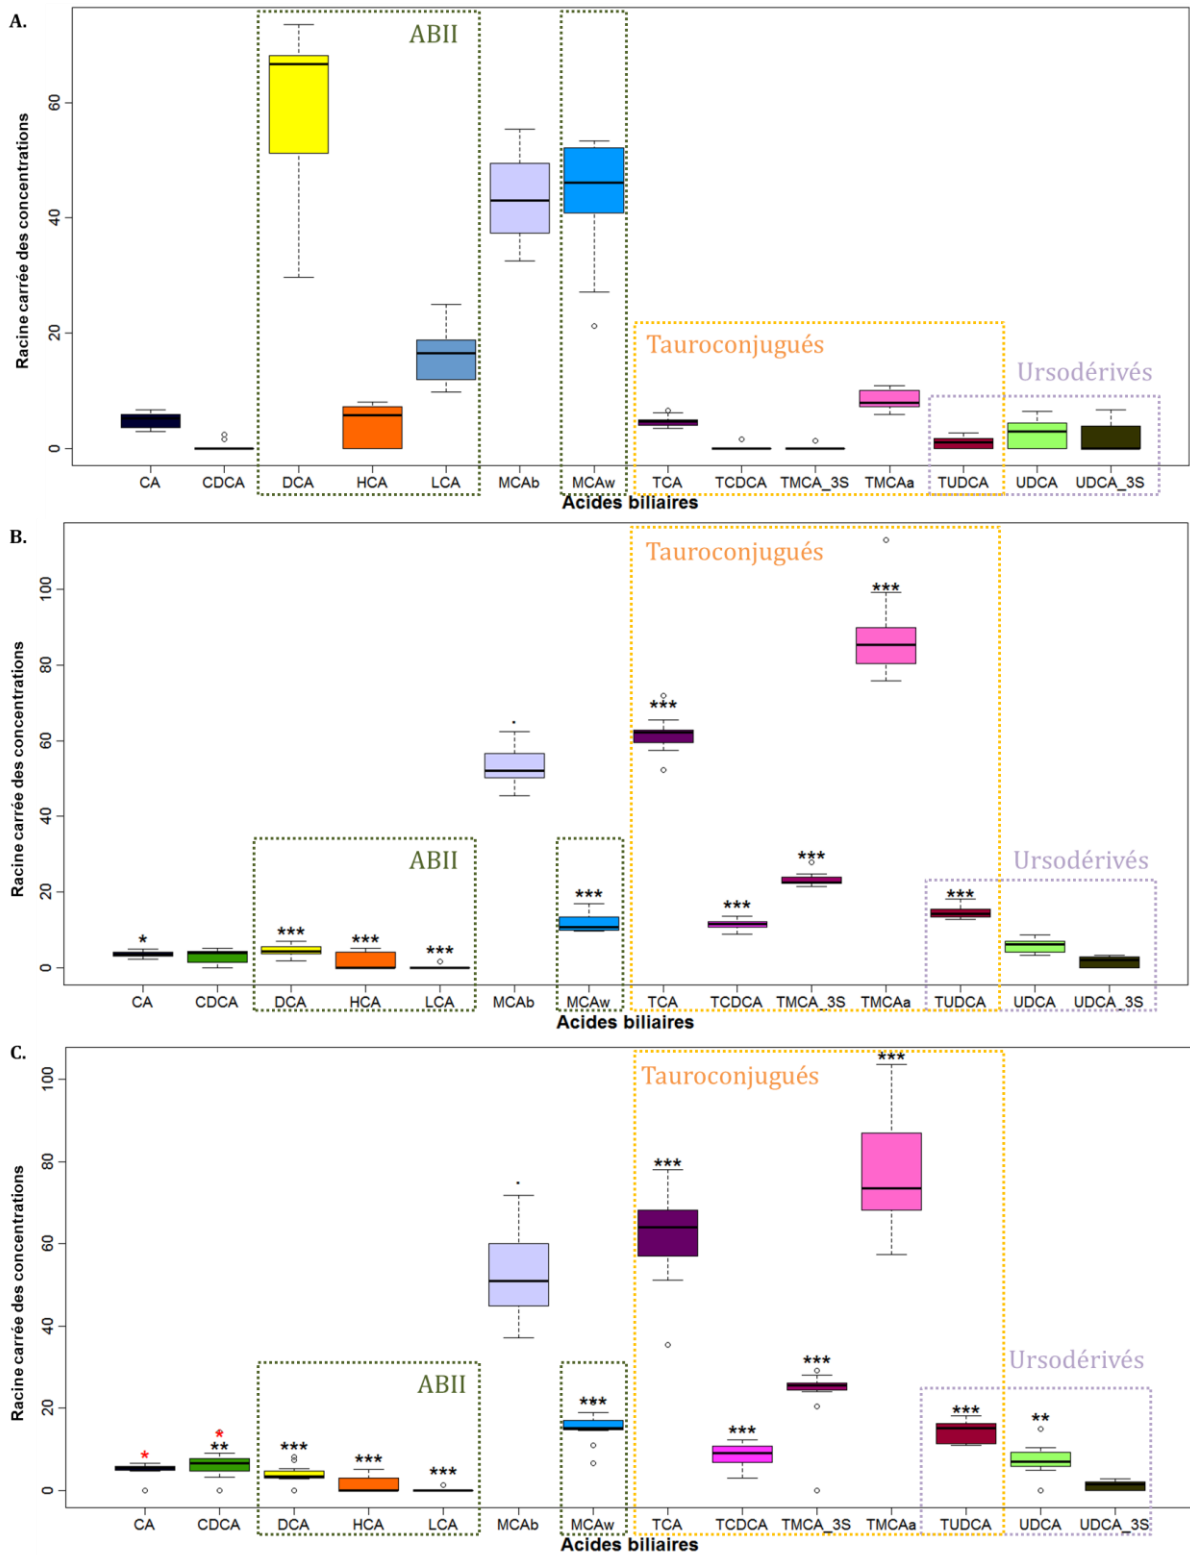 A.
ABII
Racine carrée des concentrations
60
40
20
0
Tauroconjugués
Ursodérivés
CA CDCA DCA HCA LCA MCAb MCAw TCA TCDCA TMCA_3S TMCAa TUDCA UDCA UDCA_3S
Acides biliaires
B.
Tauroconjugués
Racine carrée des concentrations
100
80
60
40
20
0
***
***
ABII
Ursodérivés
***
***
***
***
*
***
***
***
CA CDCA DCA HCA LCA MCAb MCAw TCA TCDCA TMCA_3S TMCAa TUDCA UDCA UDCA_3S
Acides biliaires
C.
***
Tauroconjugués
Racine carrée des concentrations
100
80
60
40
20
0
***
ABII
Ursodérivés
***
***
***
**
*
*
**
***
***
***
***
CA CDCA DCA HCA LCA MCAb MCAw TCA TCDCA TMCA_3S TMCAa TUDCA UDCA UDCA_3S
Acides biliaires